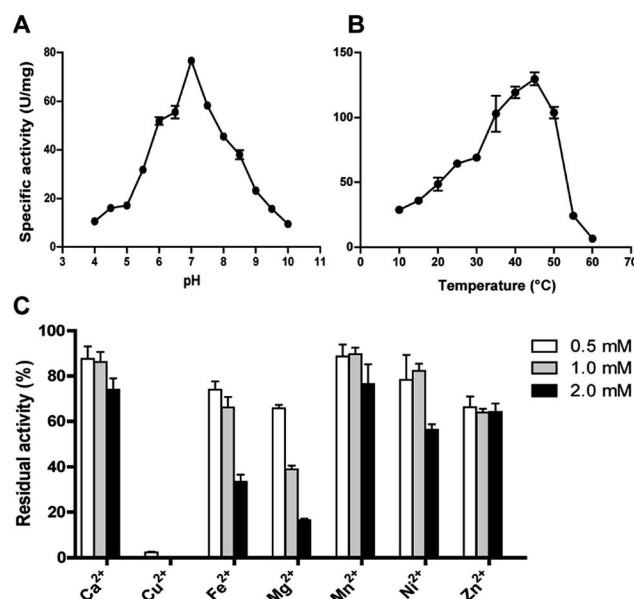 A
B
80
60
40
20
0
Specific activity (U/mg)
3 4 5 6 7 8 9 10 11
pH
150
100
50
0
0 10 20 30 40 50 60 70
Temperature (°C)
C
100
80
60
40
20
0
Residual activity (%)
Ca2+ Cu2+ Fe2+ Mg2+ Mn2+ Ni2+ Zn2+
0.5 mM
1.0 mM
2.0 mM